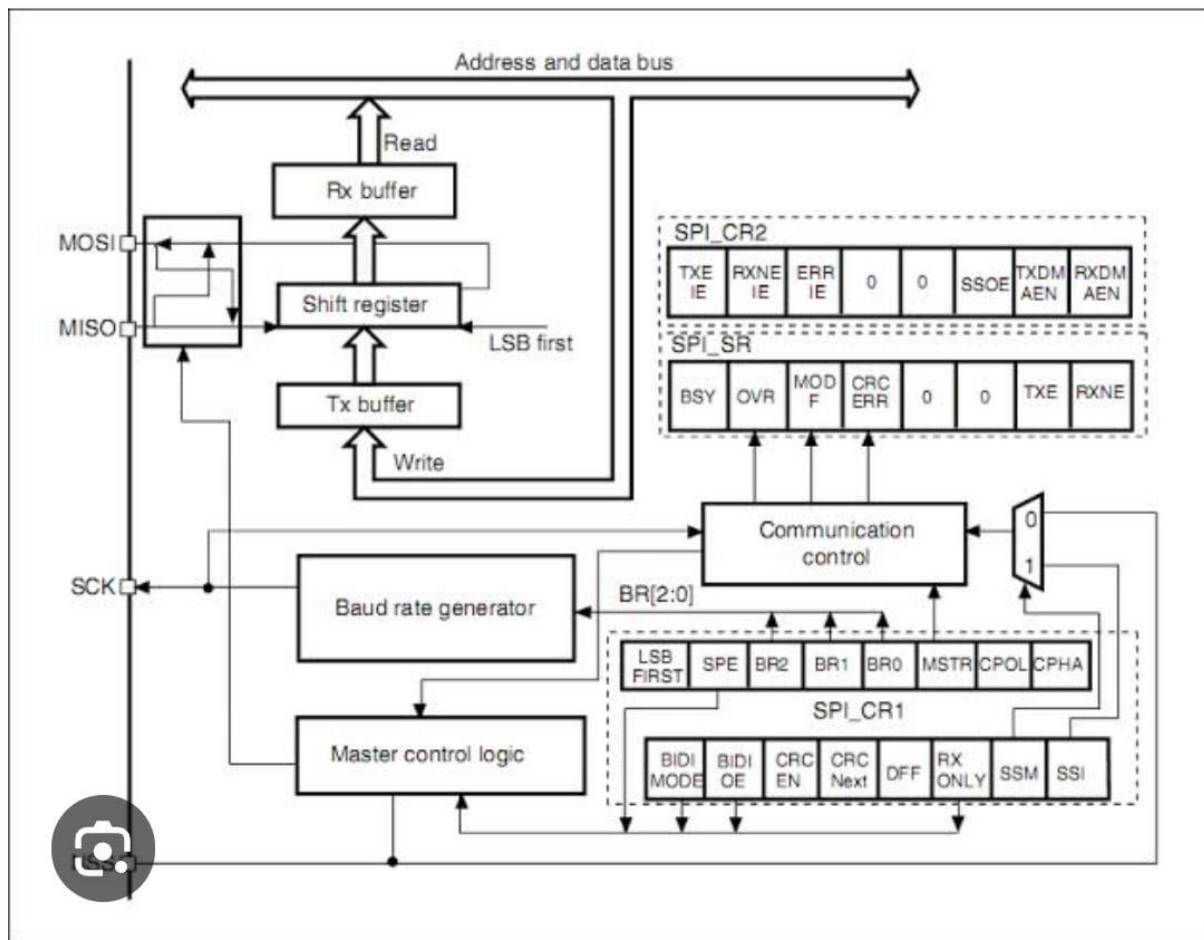 Address and data bus
Read
Rx buffer
MOSI
Shift register
MISO
LSB first
Tx buffer
Write
SPI_CR2
TXE
IE
RXNE
IE
ERR
IE
0
0
SSOE
TXDM
AEN
RXDM
AEN
SPI_SR
BSY
OVR
MOD
F
CRC
ERR
0
0
TXE
RXNE
Communication
control
0
1
SCK
Baud rate generator
BR[2:0]
LSB
FIRST
SPE
BR2
BR1
BR0
MSTR
CPOL
CPHA
SPI_CR1
Master control logic
BIDI
MODE
BIDI
OE
CRC
EN
CRC
Next
DFF
RX
ONLY
SSM
SSI